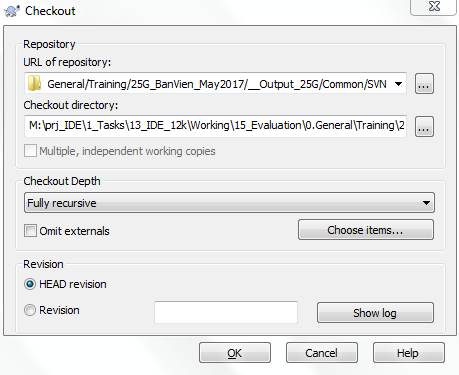 Checkout
Repository
URL of repository:
General/Training/25G_BanVien_May2017/__Output_25G/Common/SVN
...
Checkout directory:
M:\prj_IDE\1_Tasks\13_IDE_12k\Working\15_Evaluation\0.General\Training\2
...
Multiple, independent working copies
Checkout Depth
Fully recursive
Omit externals
Choose items...
Revision
HEAD revision
Revision
Show log
OK
Cancel
Help